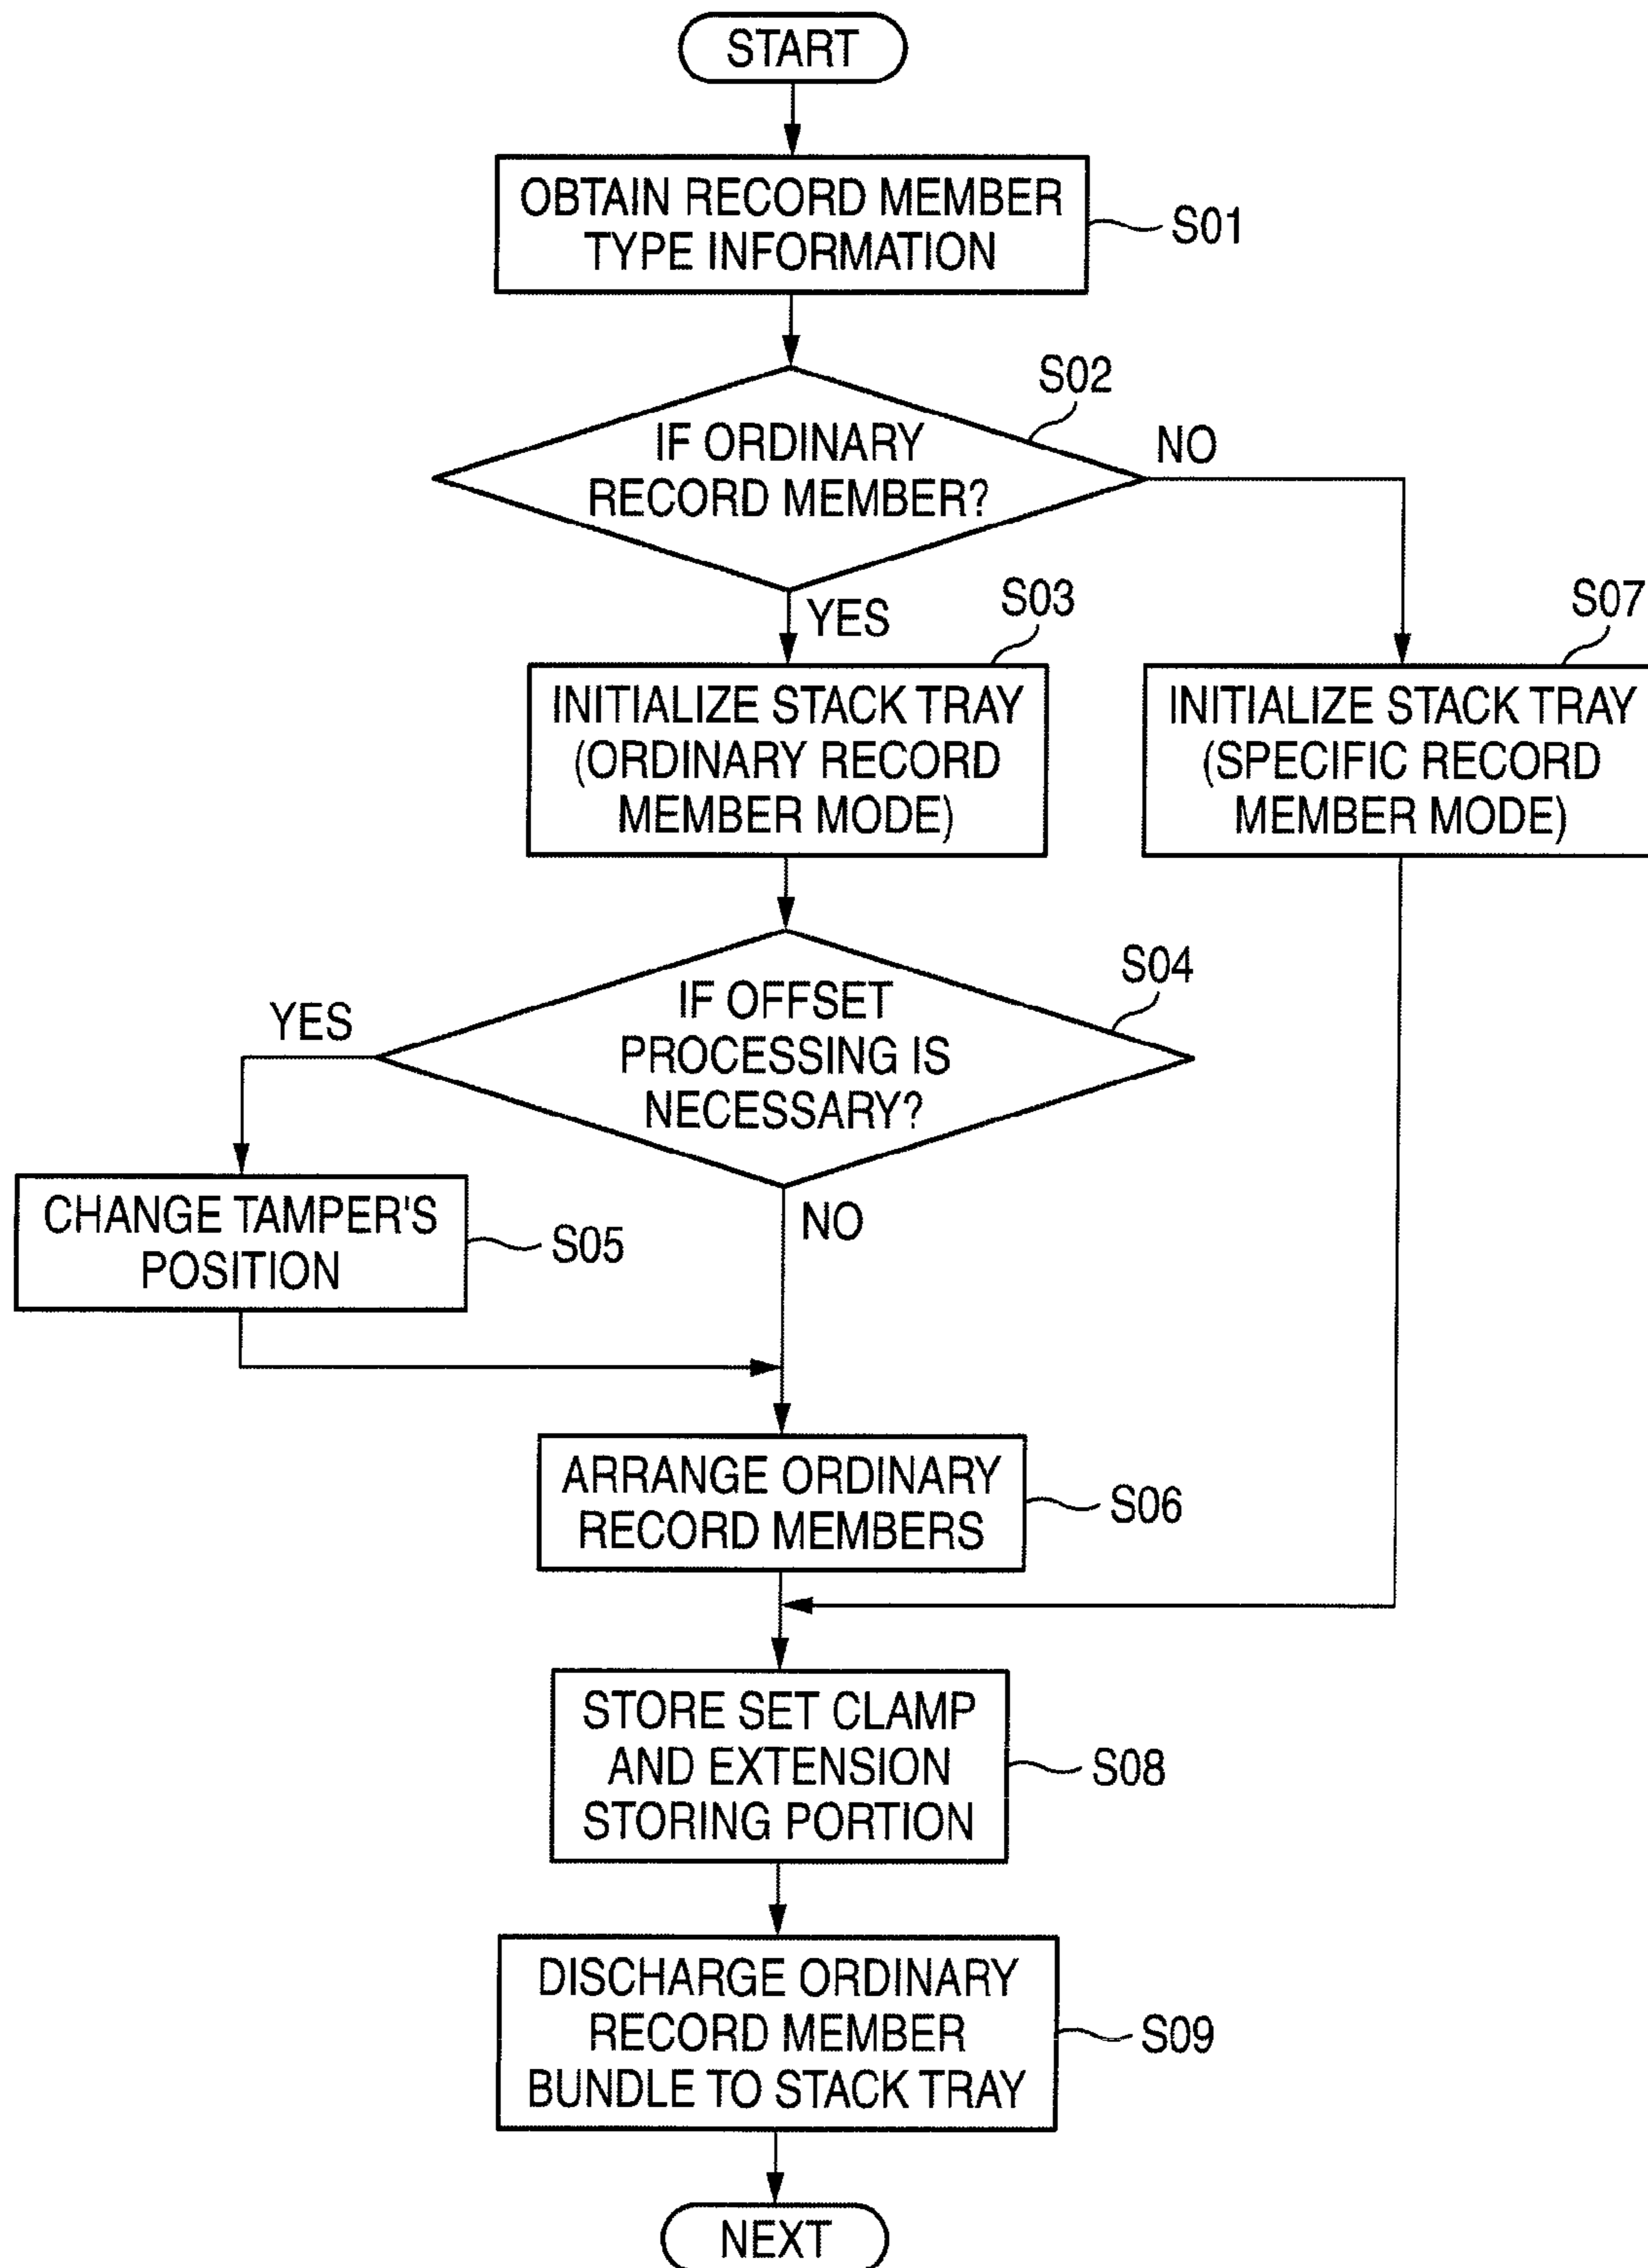 START
OBTAIN RECORD MEMBER
TYPE INFORMATION
S01
S02
IF ORDINARY
RECORD MEMBER?
NO
YES
S03
S07
INITIALIZE STACK TRAY
(ORDINARY RECORD
MEMBER MODE)
INITIALIZE STACK TRAY
(SPECIFIC RECORD
MEMBER MODE)
S04
IF OFFSET
PROCESSING IS
NECESSARY?
YES
NO
CHANGE TAMPER'S
POSITION
S05
ARRANGE ORDINARY
RECORD MEMBERS
S06
STORE SET CLAMP
AND EXTENSION
STORING PORTION
S08
DISCHARGE ORDINARY
RECORD MEMBER
BUNDLE TO STACK TRAY
S09
NEXT